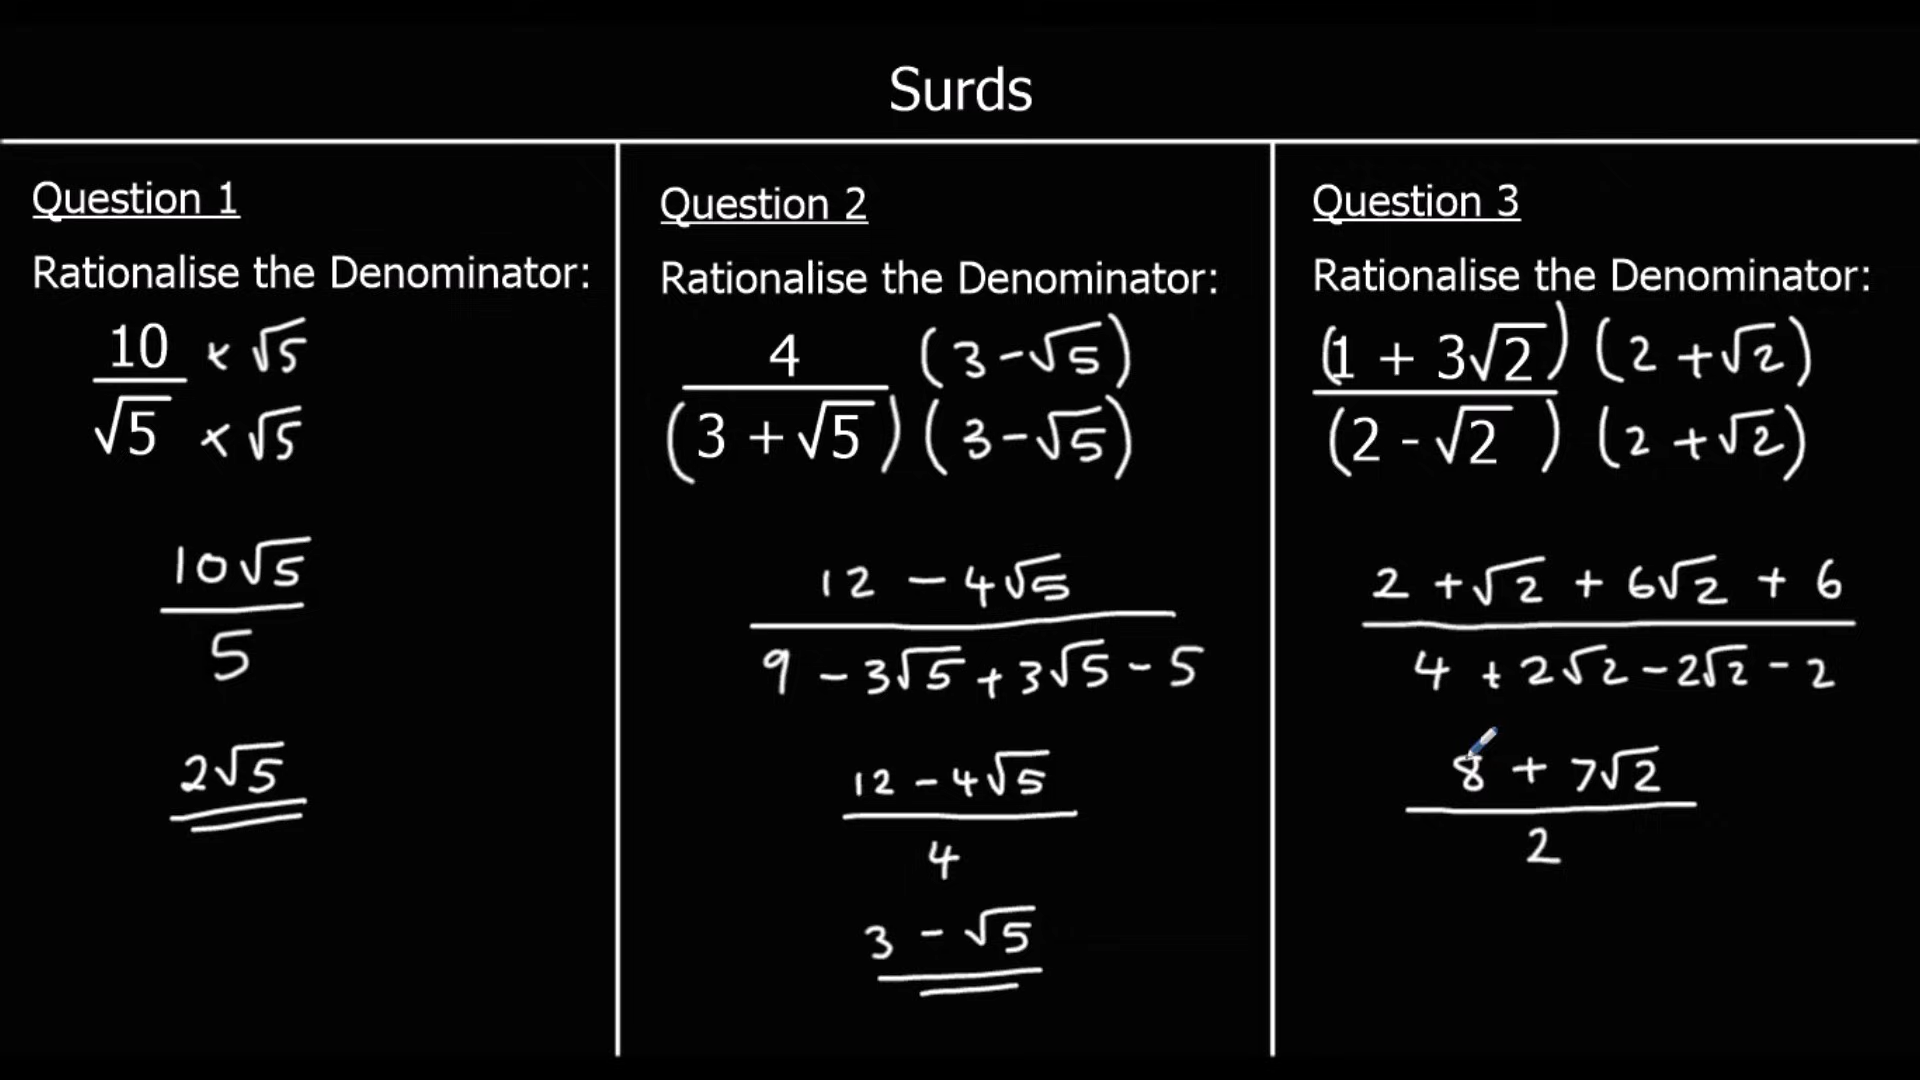 Surds
Question 1
Rationalise the Denominator:
10 × √5
√5 × √5
10√5
5
2√5
Question 2
Rationalise the Denominator:
4 (3 - √5)
(3 + √5) (3 - √5)
12 - 4√5
9 - 3√5 + 3√5 - 5
12 - 4√5
4
3 - √5
Question 3
Rationalise the Denominator:
(1 + 3√2) (2 + √2)
(2 - √2) (2 + √2)
2 + √2 + 6√2 + 6
4 + 2√2 - 2√2 - 2
8 + 7√2
2